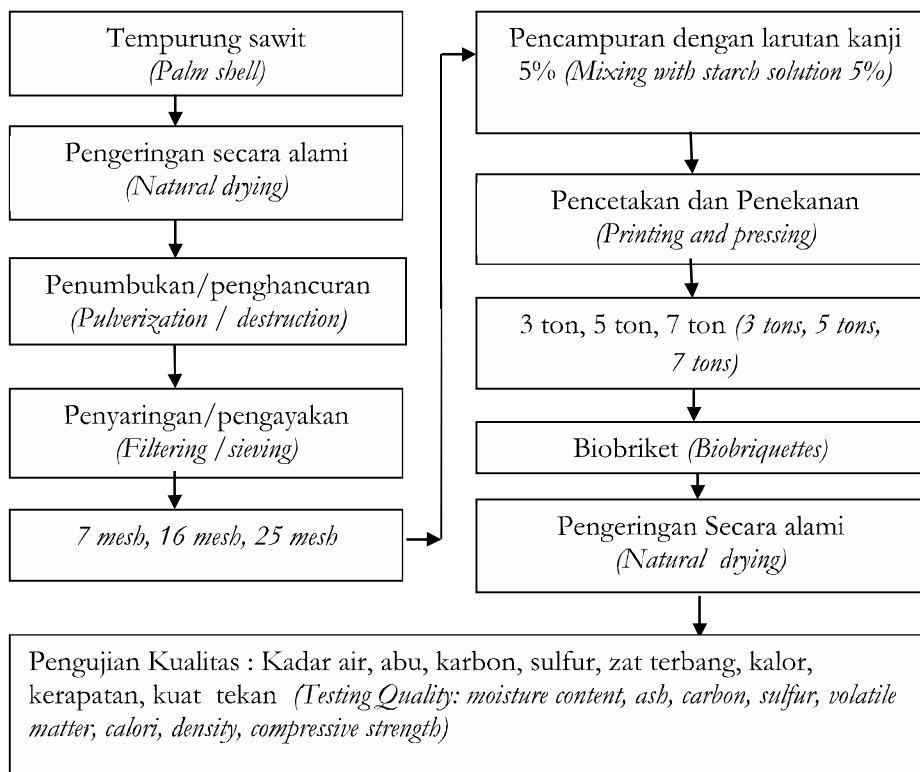 Tempurung sawit
(Palm shell)
Pengeringan secara alami
(Natural drying)
Penumbukan/penghancuran
(Pulverization / destruction)
Penyaringan/pengayakan
(Filtering /sieving)
7 mesh, 16 mesh, 25 mesh
Pencampuran dengan larutan kanji
5% (Mixing with starch solution 5%)
Pencetakan dan Penekanan
(Printing and pressing)
3 ton, 5 ton, 7 ton (3 tons, 5 tons,
7 tons)
Biobriket (Biobriquettes)
Pengeringan Secara alami
(Natural drying)
Pengujian Kualitas : Kadar air, abu, karbon, sulfur, zat terbang, kalor,
kerapatan, kuat tekan (Testing Quality: moisture content, ash, carbon, sulfur, volatile
matter, calori, density, compressive strength)